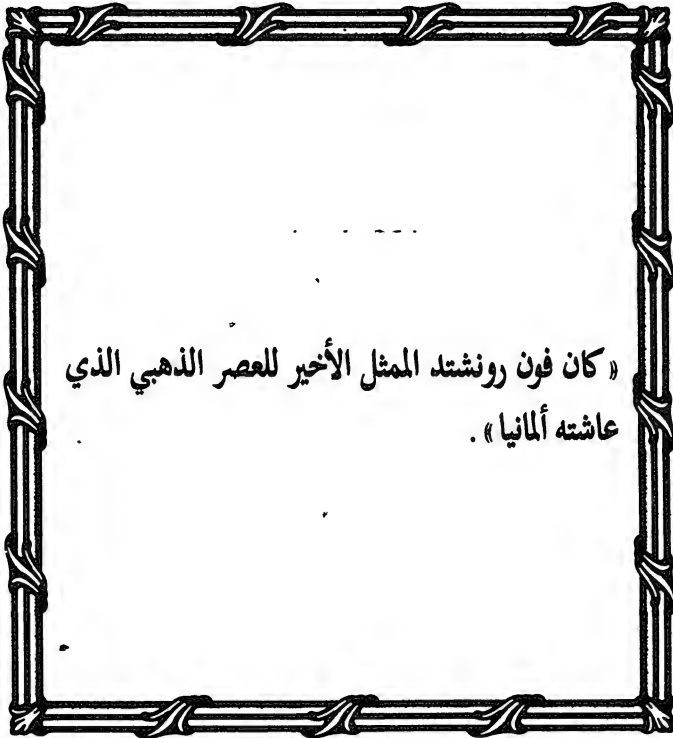 « كان فون رونشتد الممثل الأخير للعصر الذهبي الذي
عاشته ألمانيا » .